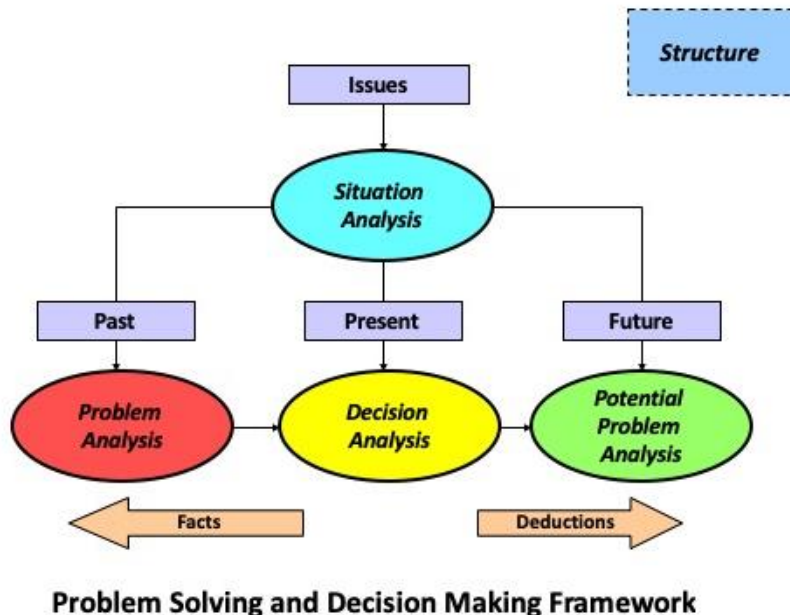 Structure
Issues
Situation
Analysis
Past
Present
Future
Problem
Analysis
Decision
Analysis
Potential
Problem
Analysis
Facts
Deductions
Problem Solving and Decision Making Framework